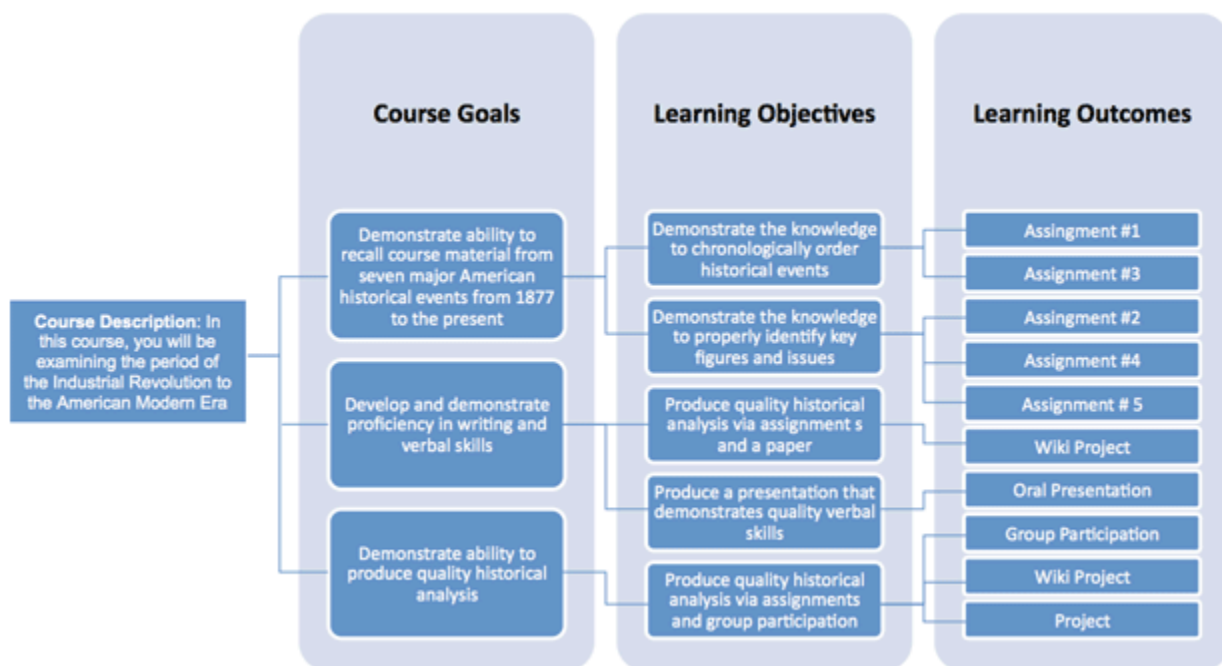 Course Goals
Learning Objectives
Learning Outcomes
Course Description: In
this course, you will be
examining the period of
the Industrial Revolution to
the American Modern Era
Demonstrate ability to
recall course material from
seven major American
historical events from 1877
to the present
Develop and demonstrate
proficiency in writing and
verbal skills
Demonstrate ability to
produce quality historical
analysis
Demonstrate the knowledge
to chronologically order
historical events
Demonstrate the knowledge
to properly identify key
figures and issues
Produce quality historical
analysis via assignment s
and a paper
Produce a presentation that
demonstrates quality verbal
skills
Produce quality historical
analysis via assignments
and group participation
Assingment #1
Assignment #3
Assingment #2
Assignment #4
Assignment # 5
Wiki Project
Oral Presentation
Group Participation
Wiki Project
Project